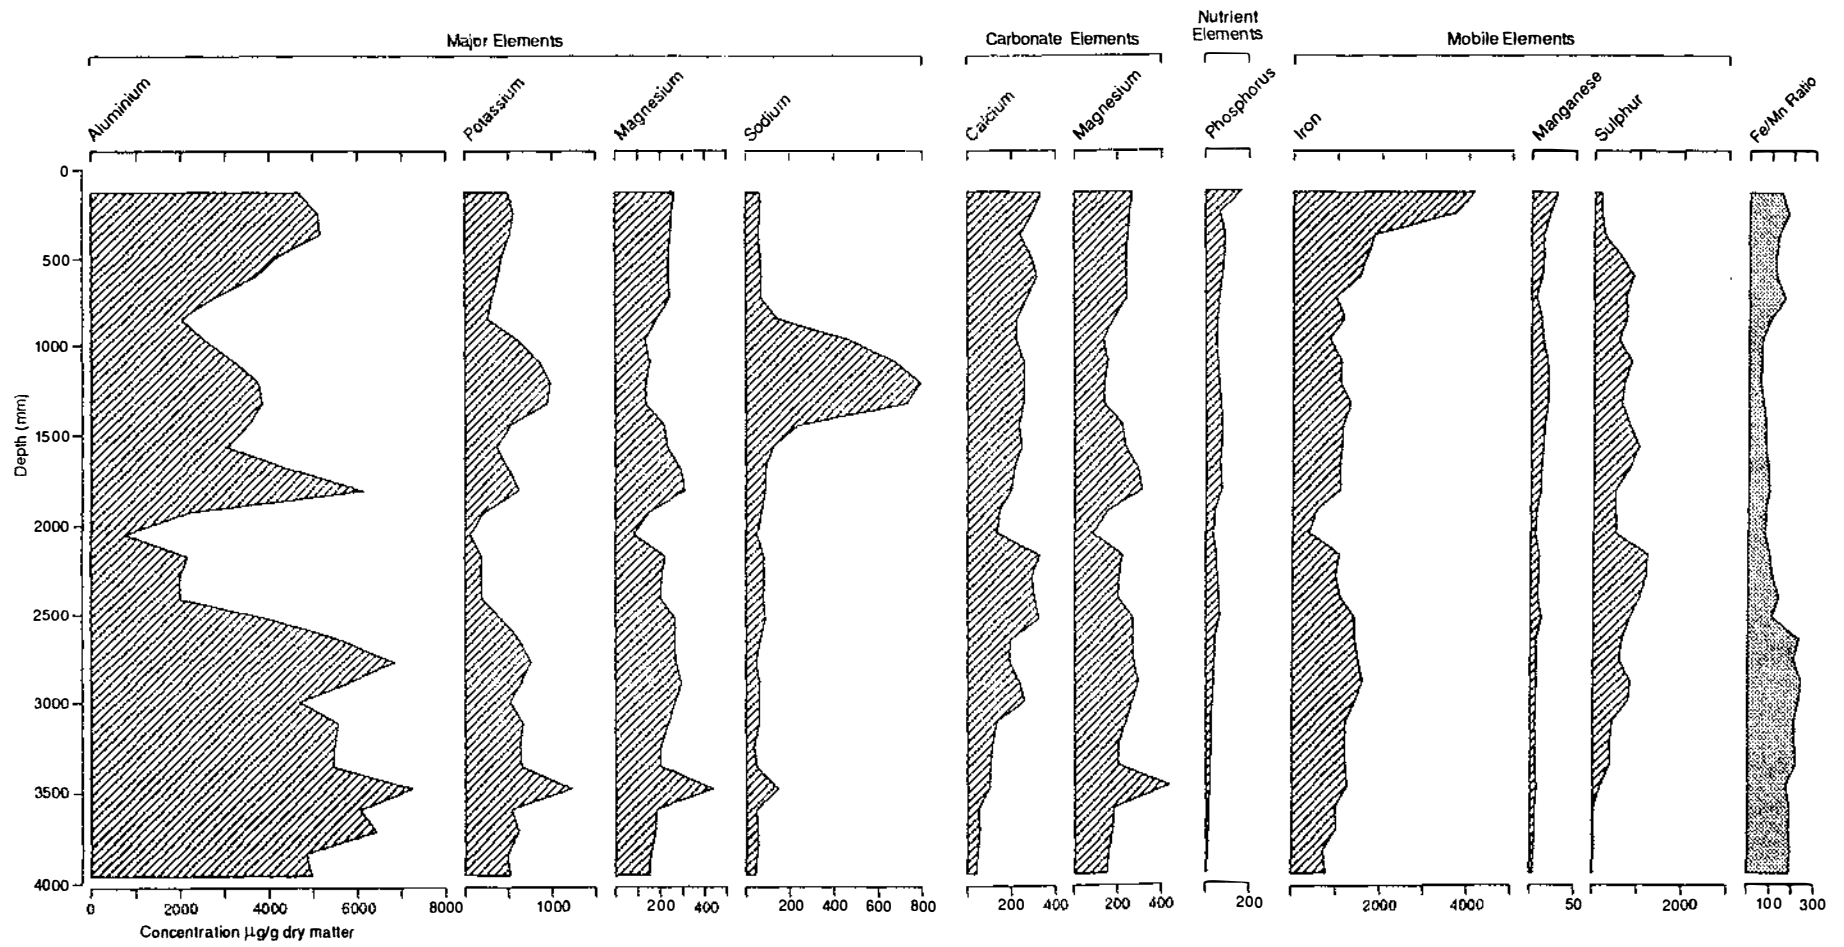 Nutrient
Major Elements Carbonate Elements Elements Mobile Elements
Aluminium Potassium Magnesium Sodium Calcium Magnesium Phosphorus Iron Manganese Sulphur Fe/Mn Ratio
0
500
1000
1500
2000
2500
3000
3500
4000
Depth (mm)
0 2000 4000 6000 8000 1000 200 400 200 400 600 800 200 400 200 400 200 2000 4000 50 2000 100 200 300
Concentration µg/g dry matter